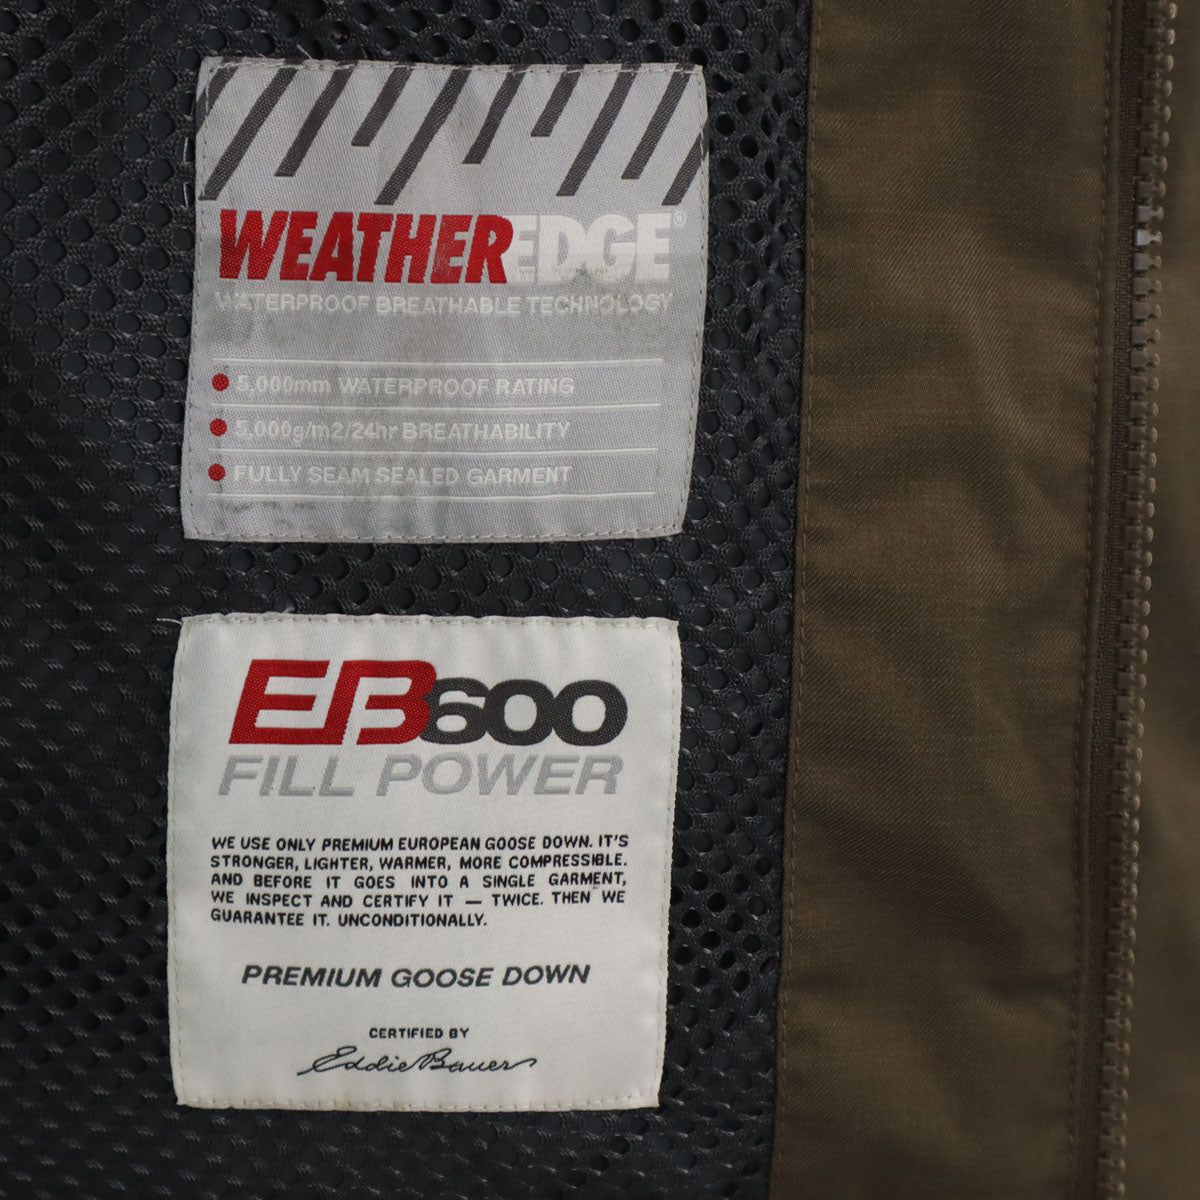 WEATHEREDGE®
WATERPROOF BREATHABLE TECHNOLOGY
5,000mm WATERPROOF RATING
5,000g/m2/24hr BREATHABILITY
FULLY SEAM SEALED GARMENT
EB600
FILL POWER
WE USE ONLY PREMIUM EUROPEAN GOOSE DOWN. IT'S
STRONGER, LIGHTER, WARMER, MORE COMPRESSIBLE.
AND BEFORE IT GOES INTO A SINGLE GARMENT,
WE INSPECT AND CERTIFY IT — TWICE. THEN WE
GUARANTEE IT. UNCONDITIONALLY.
PREMIUM GOOSE DOWN
CERTIFIED BY
Eddie Bauer